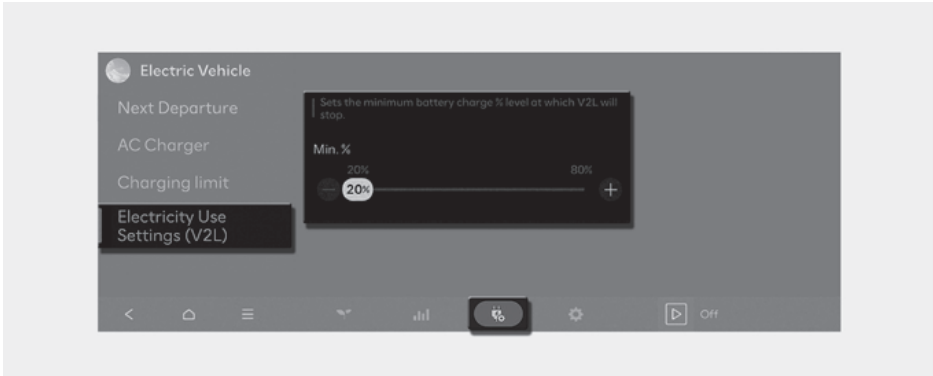 Electric Vehicle
Next Departure
AC Charger
Charging limit
Electricity Use
Settings (V2L)
Sets the minimum battery charge % level at which V2L will
stop.
Min. %
20%
80%
20%
Off